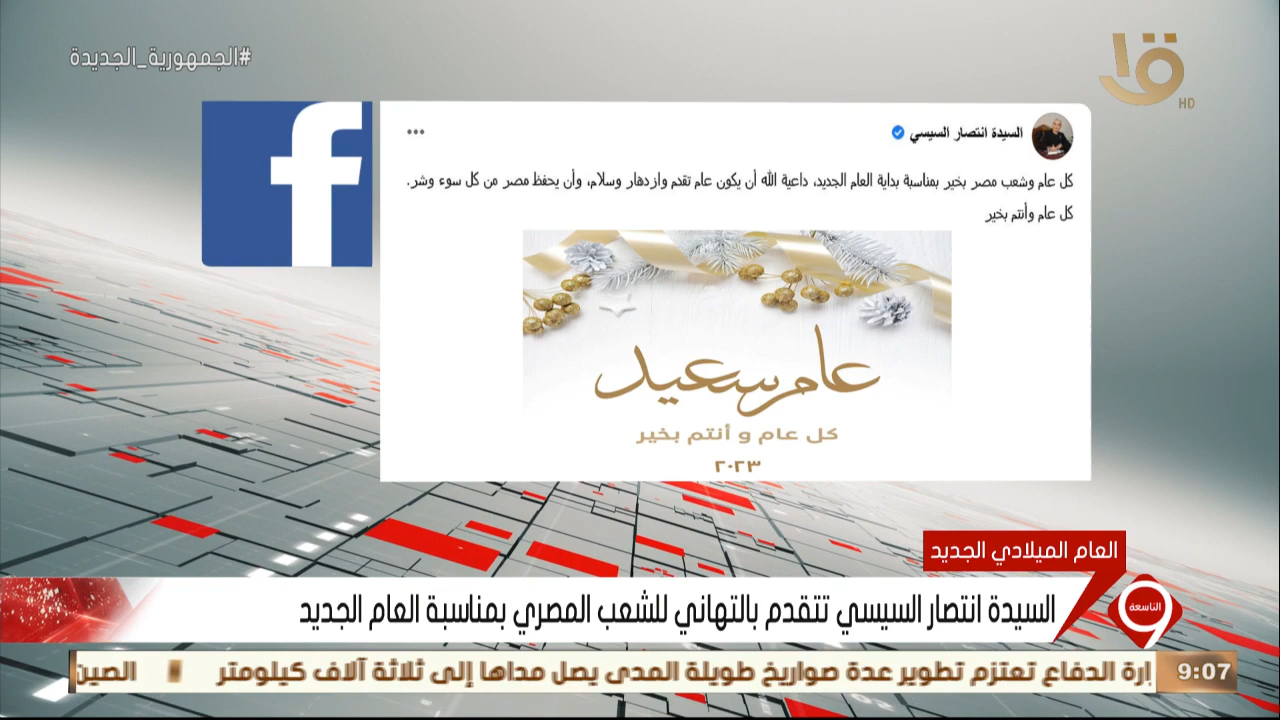 #الجمهورية_الجديدة
HD
السيدة انتصار السيسي
كل عام وشعب مصر بخير بمناسبة بداية العام الجديد، داعية الله أن يكون عام تقدم وازدهار وسلام، وأن يحفظ مصر من كل سوء وشر.
كل عام وأنتم بخير
عام سعيد
كل عام و أنتم بخير
٢٠٢٣
العام الميلادي الجديد
السيدة انتصار السيسي تتقدم بالتهاني للشعب المصري بمناسبة العام الجديد
التاسعة
9:07
الدفاع تعتزم تطوير عدة صواريخ طويلة المدى يصل مداها إلى ثلاثة آلاف كيلومتر